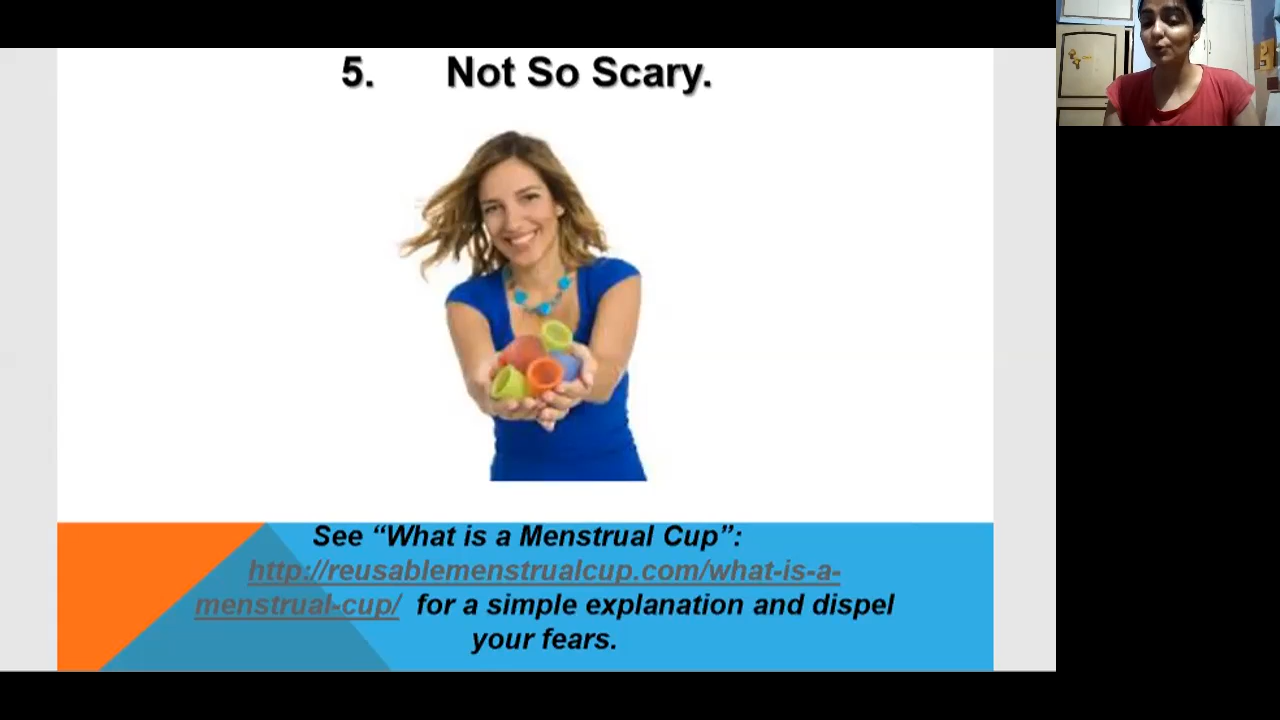 5. Not So Scary.
See “What is a Menstrual Cup”:
http://reusablemenstrualcup.com/what-is-a-
menstrual-cup/ for a simple explanation and dispel
your fears.